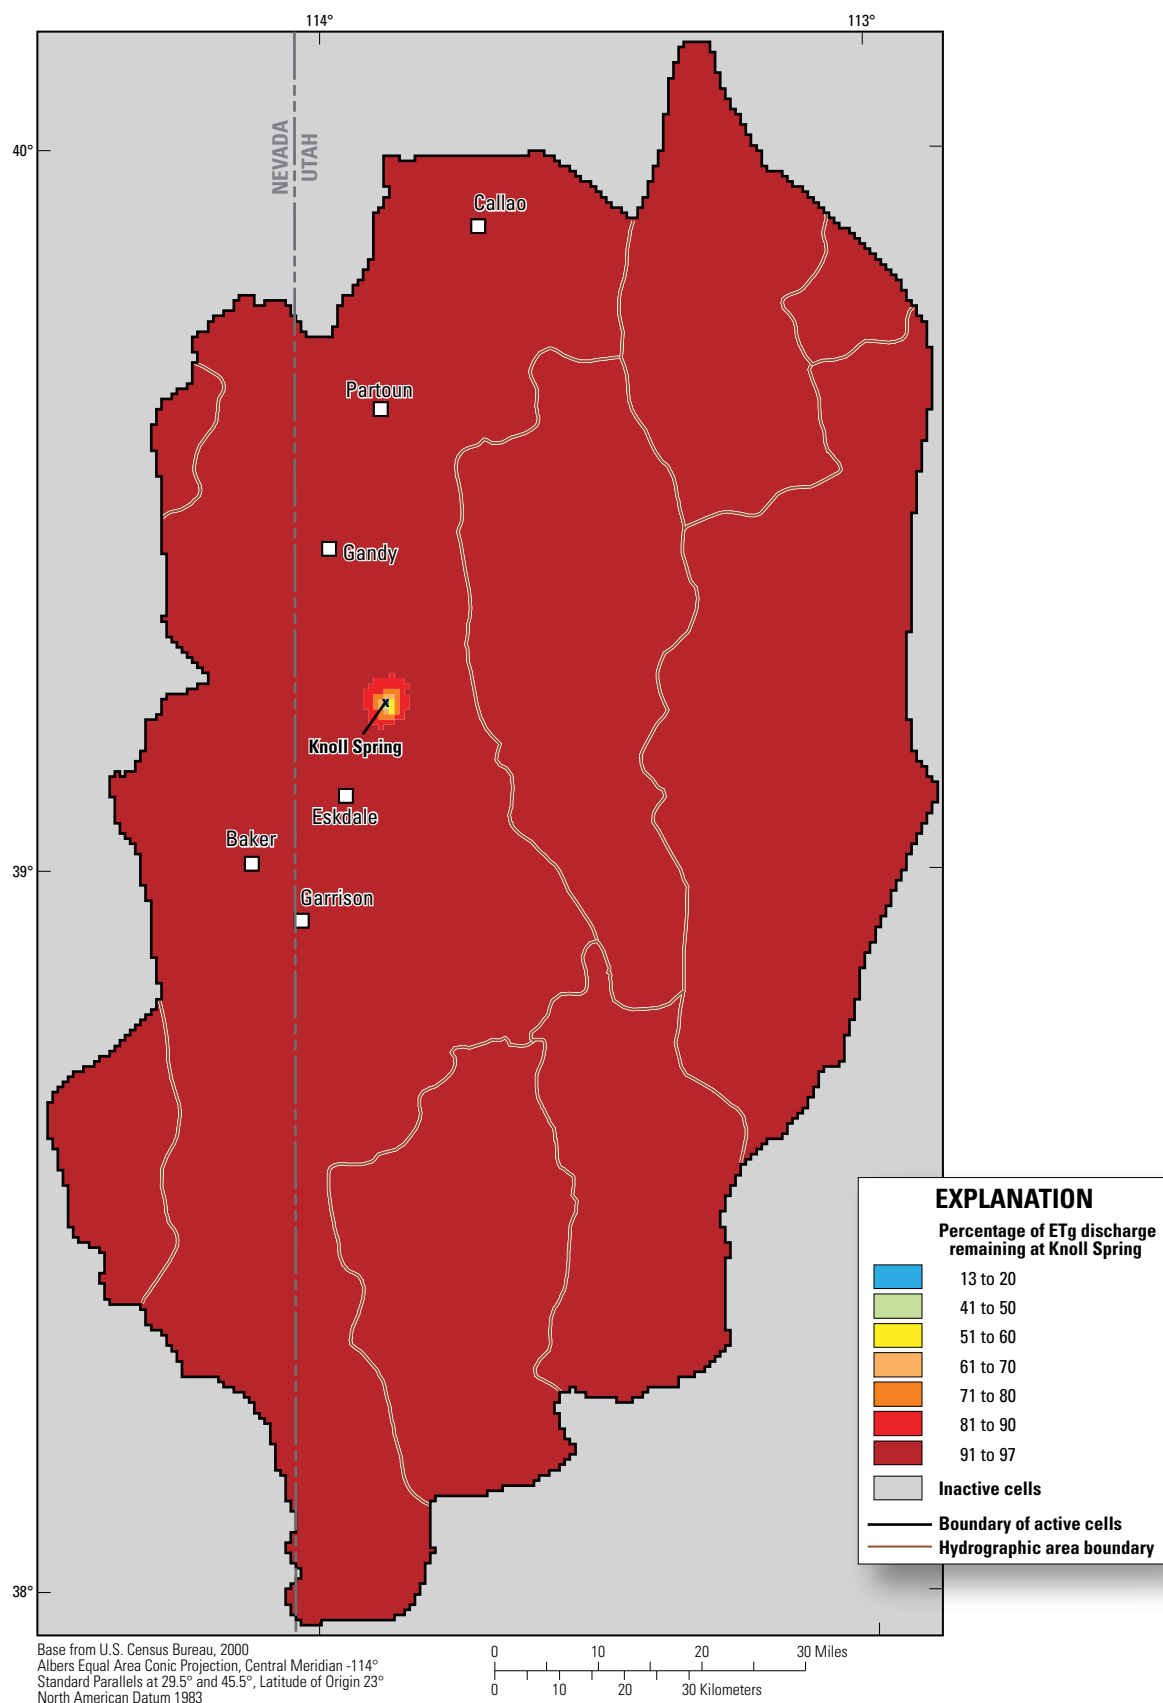 114°
113°
40°
NEVADA
UTAH
Callao
Partoun
Gandy
Knoll Spring
Eskdale
Baker
39°
Garrison
EXPLANATION
Percentage of ETg discharge
remaining at Knoll Spring
13 to 20
41 to 50
51 to 60
61 to 70
71 to 80
81 to 90
91 to 97
Inactive cells
Boundary of active cells
Hydrographic area boundary
38°
Base from U.S. Census Bureau, 2000
Albers Equal Area Conic Projection, Central Meridian -114°
Standard Parallels at 29.5° and 45.5°, Latitude of Origin 23°
North American Datum 1983
0 10 20 30 Miles
0 10 20 30 Kilometers